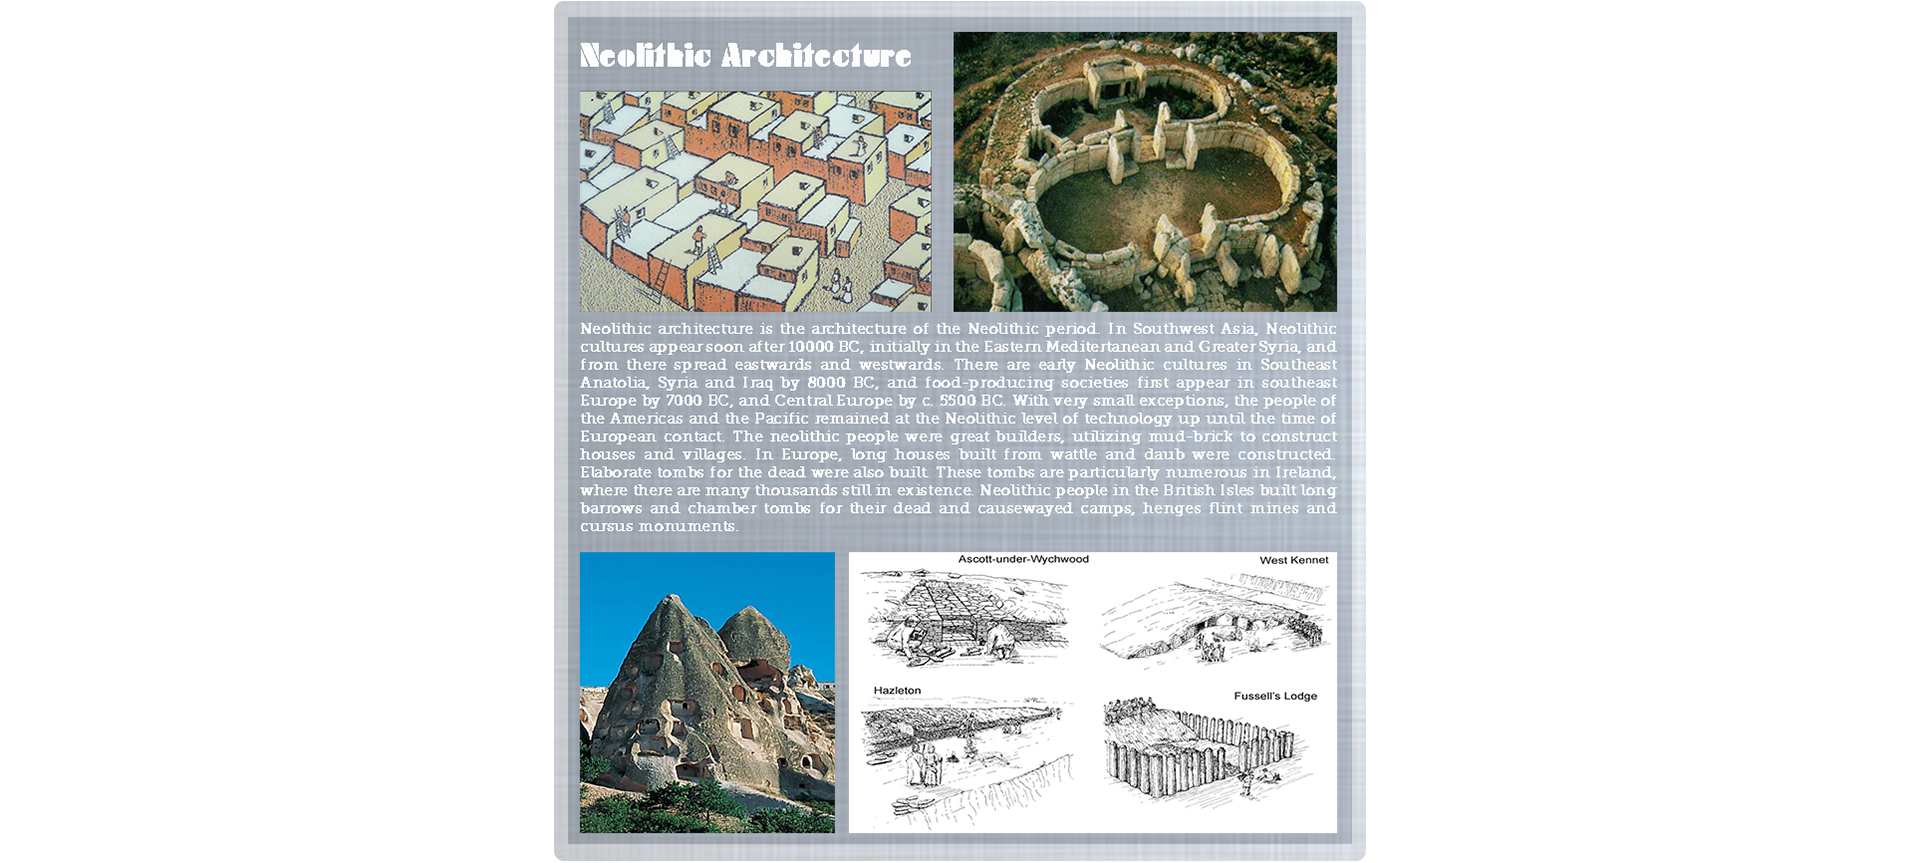 Neolithic Architecture
Neolithic architecture is the architecture of the Neolithic period. In Southwest Asia, Neolithic
cultures appear soon after 10000 BC, initially in the Eastern Mediterranean and Greater Syria, and
from there spread eastwards and westwards. There are early Neolithic cultures in Southeast
Anatolia, Syria and Iraq by 8000 BC, and food-producing societies first appear in southeast
Europe by 7000 BC, and Central Europe by c. 5500 BC. With very small exceptions, the people of
the Americas and the Pacific remained at the Neolithic level of technology up until the time of
European contact. The neolithic people were great builders, utilizing mud-brick to construct
houses and villages. In Europe, long houses built from wattle and daub were constructed.
Elaborate tombs for the dead were also built. These tombs are particularly numerous in Ireland,
where there are many thousands still in existence. Neolithic people in the British Isles built long
barrows and chamber tombs for their dead and causewayed camps, henges flint mines and
cursus monuments.
Ascott-under-Wychwood
West Kennet
Hazleton
Fussell's Lodge